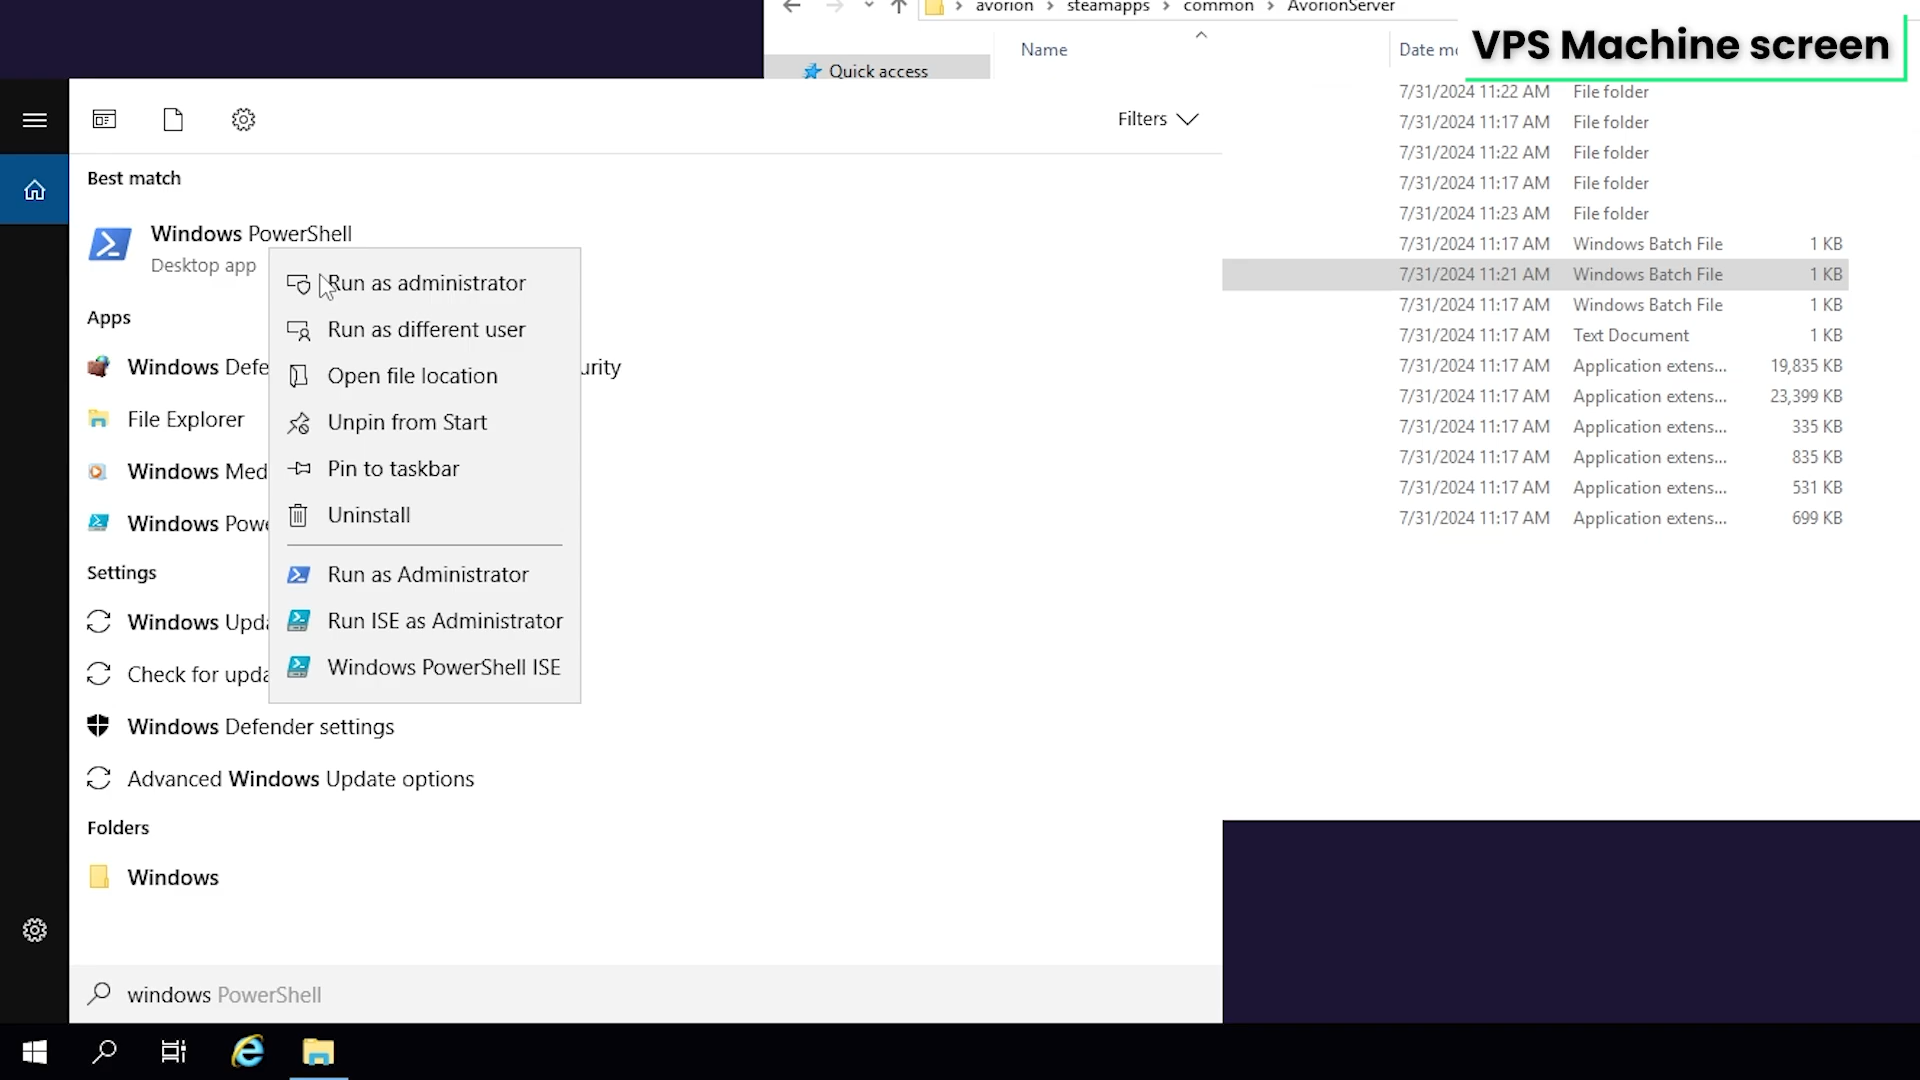 avorion > steamapps > common > AvorionServer
VPS Machine screen
Name
Date mo
Quick access
7/31/2024 11:22 AM File folder
7/31/2024 11:17 AM File folder
7/31/2024 11:22 AM File folder
7/31/2024 11:17 AM File folder
7/31/2024 11:23 AM File folder
7/31/2024 11:17 AM Windows Batch File 1 KB
7/31/2024 11:21 AM Windows Batch File 1 KB
7/31/2024 11:17 AM Windows Batch File 1 KB
7/31/2024 11:17 AM Text Document 1 KB
7/31/2024 11:17 AM Application extens... 19,835 KB
7/31/2024 11:17 AM Application extens... 23,399 KB
7/31/2024 11:17 AM Application extens... 335 KB
7/31/2024 11:17 AM Application extens... 835 KB
7/31/2024 11:17 AM Application extens... 531 KB
7/31/2024 11:17 AM Application extens... 699 KB
Filters
Best match
Windows PowerShell
Desktop app
Apps
Windows Defe
urity
File Explorer
Windows Med
Windows Powe
Settings
Windows Upda
Check for upda
Windows Defender settings
Advanced Windows Update options
Folders
Windows
Run as administrator
Run as different user
Open file location
Unpin from Start
Pin to taskbar
Uninstall
Run as Administrator
Run ISE as Administrator
Windows PowerShell ISE
windows PowerShell